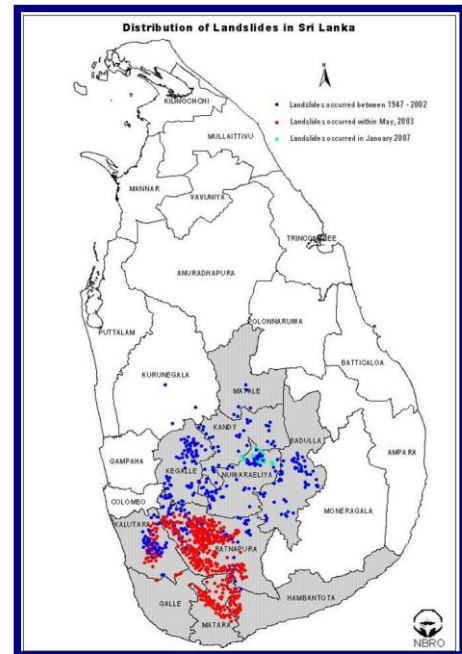 Distribution of Landslides in Sri Lanka
N
Landslides occurred between 1947 - 2002
Landslides occurred within May, 2003
Landslides occurred in January 2007
KILINOCHCHI
MULLAITTIVU
MANNAR
VAVUNIYA
ANURADHAPURA
POLONNARUWA
PUTTALAM
BATTICALOA
KURUNEGALA
MATALE
KANDY
BADULLA
AMPARA
GAMPAHA
KEGALLE
NUWARAELIYA
COLOMBO
MONERAGALA
KALUTARA
RATNAPURA
HAMBANTOTA
GALLE
MATARA
NBRO